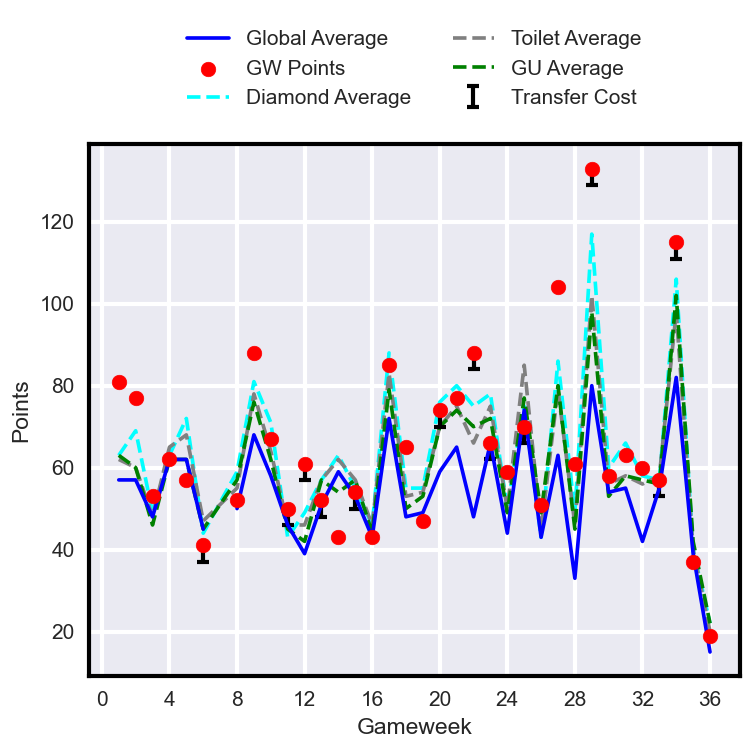 Global Average
GW Points
Diamond Average
Toilet Average
GU Average
Transfer Cost
Points
120
100
80
60
40
20
0 4 8 12 16 20 24 28 32 36
Gameweek